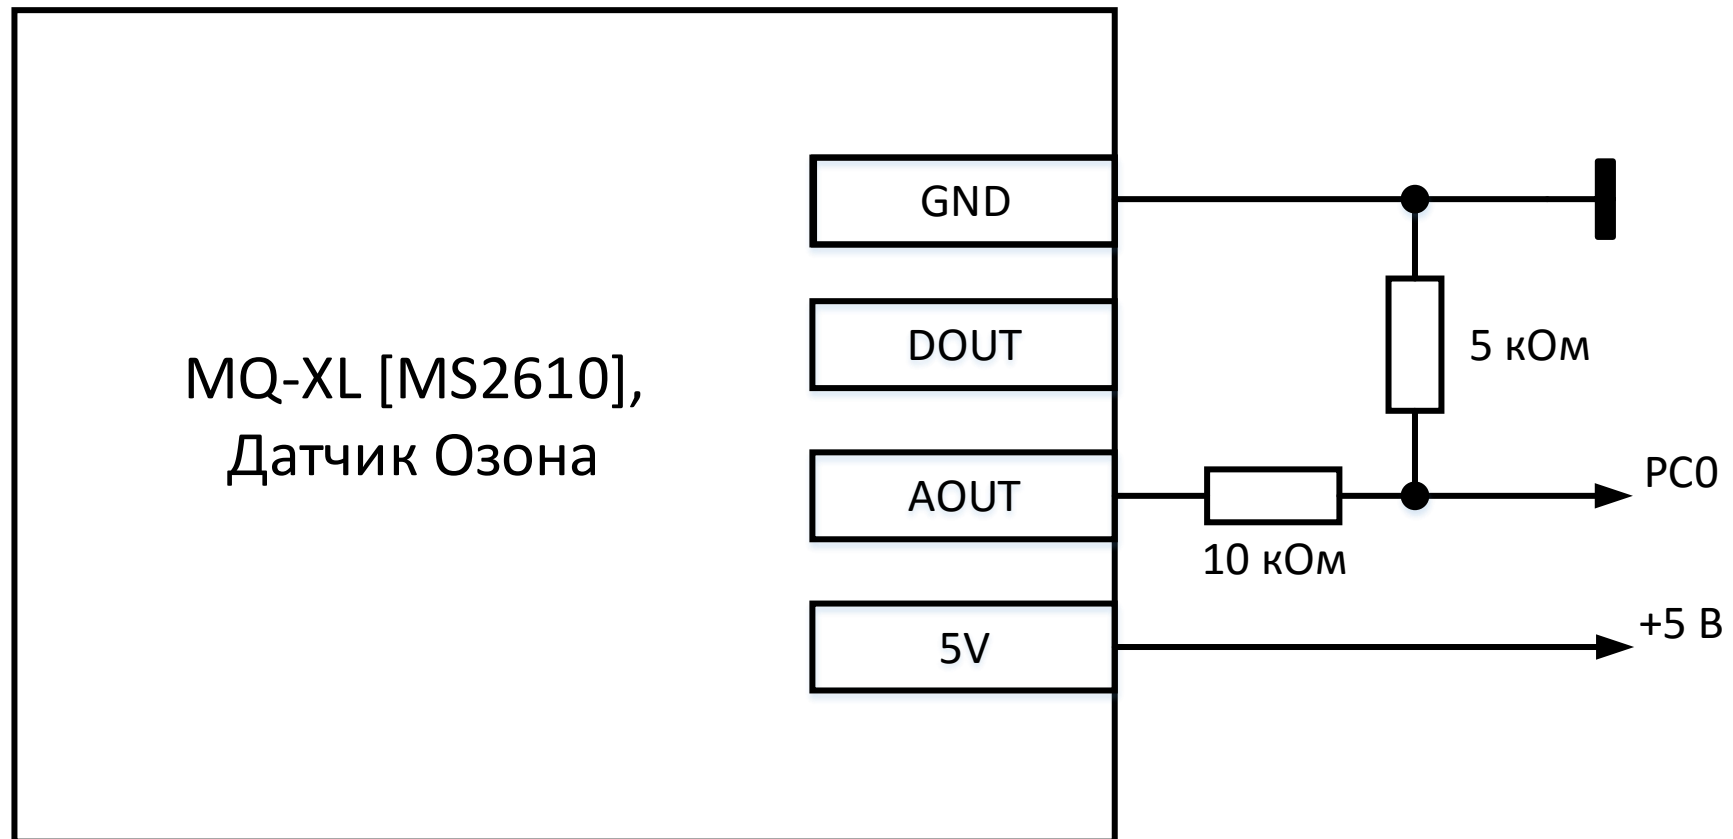 GND
DOUT
5 кОм
MQ-XL [MS2610],
Датчик Озона
AOUT
PC0
10 кОм
5V
+5 В